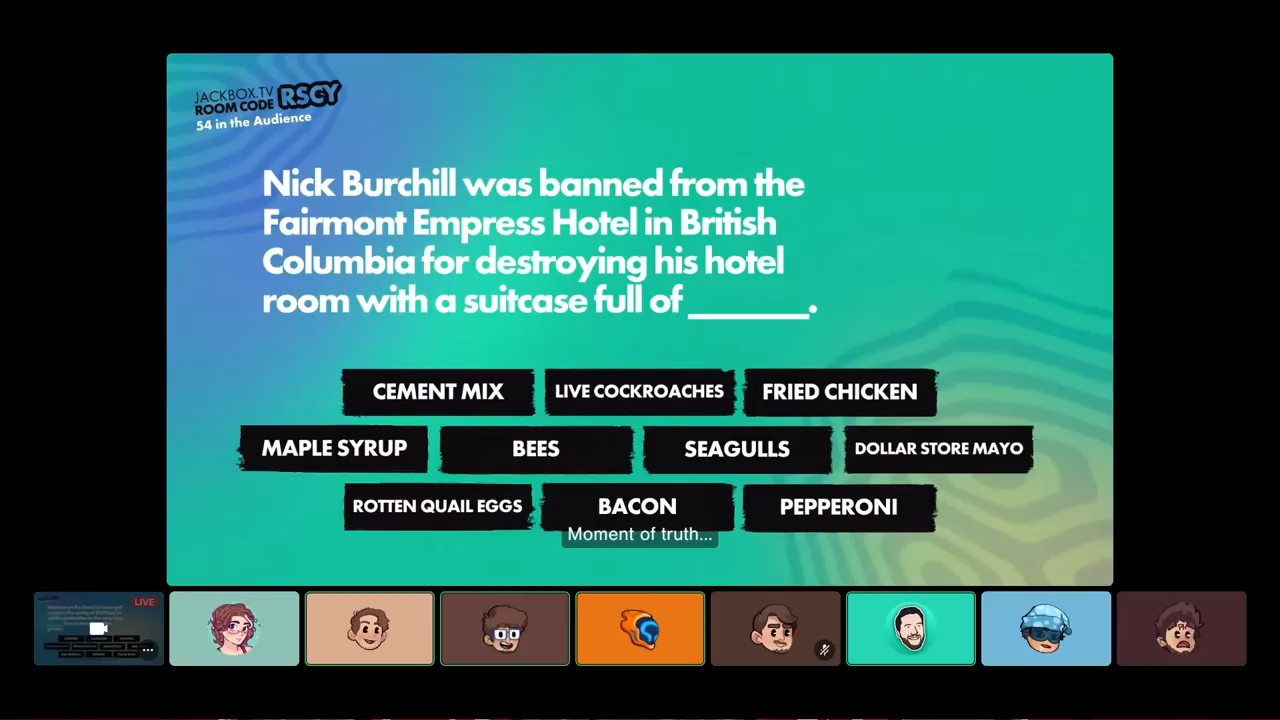 JACKBOX.TV
ROOM CODE RSCY
54 in the Audience
Nick Burchill was banned from the
Fairmont Empress Hotel in British
Columbia for destroying his hotel
room with a suitcase full of ________.
CEMENT MIX
LIVE COCKROACHES
FRIED CHICKEN
MAPLE SYRUP
BEES
SEAGULLS
DOLLAR STORE MAYO
ROTTEN QUAIL EGGS
BACON
PEPPERONI
Moment of truth...
LIVE